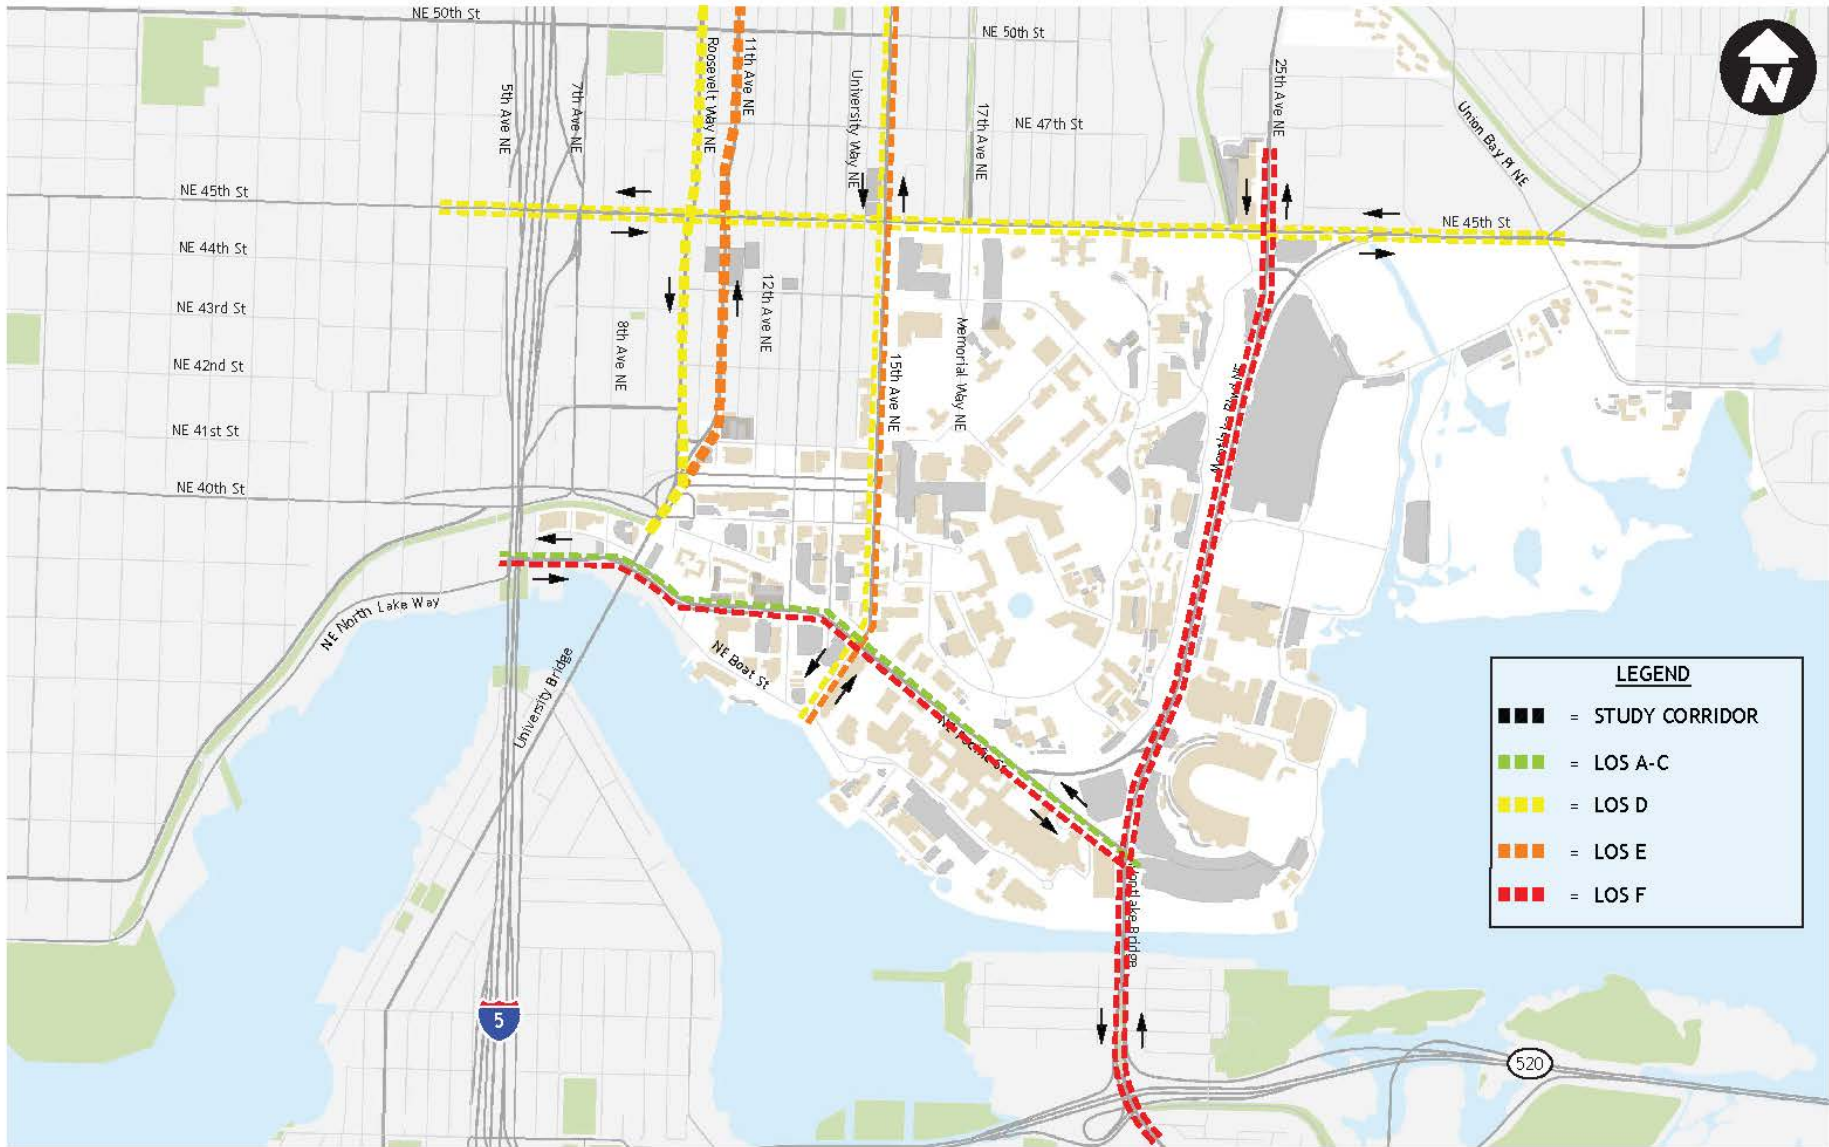 NE 50th St
NE 50th St
N
Roosevelt Way NE
11th Ave NE
University Way NE
17th Ave NE
25th Ave NE
5th Ave NE
7th Ave NE
NE 47th St
Union Bay Pl NE
NE 45th St
NE 45th St
NE 44th St
12th Ave NE
NE 43rd St
8th Ave NE
Memorial Way NE
15th Ave NE
NE 42nd St
NE 41st St
NE 40th St
NE North Lake Way
NE Boat St
University Bridge
NE Pacific St
Montlake Bridge
LEGEND
= STUDY CORRIDOR
= LOS A-C
= LOS D
= LOS E
= LOS F
5
520